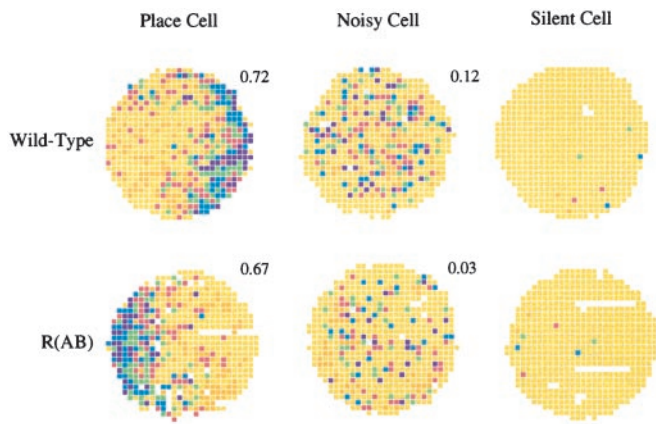 Place Cell Noisy Cell Silent Cell
0.72 0.12
Wild-Type
0.67 0.03
R(AB)